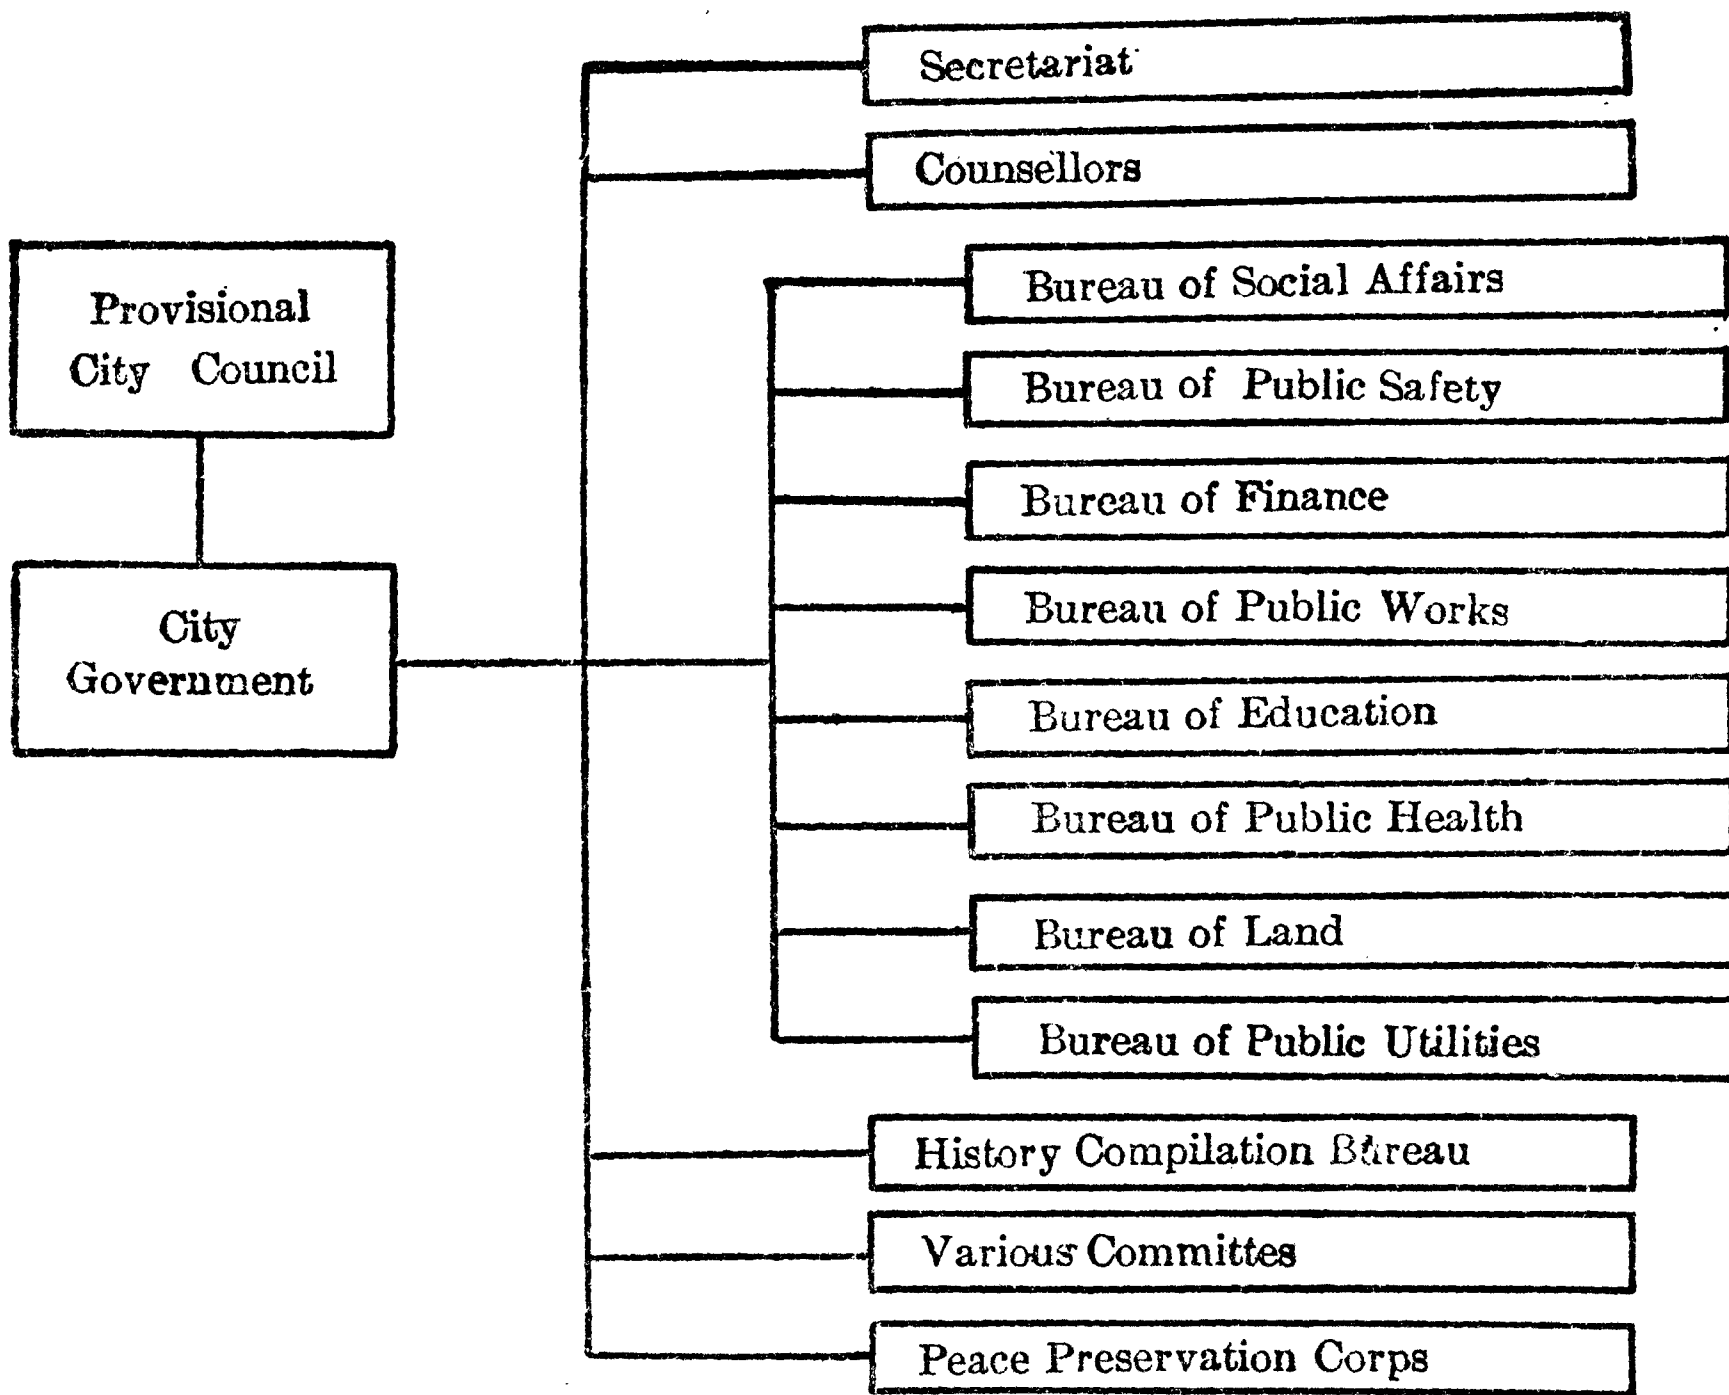 Secretariat
Counsellors
Provisional
City Council
City
Government
Bureau of Social Affairs
Bureau of Public Safety
Bureau of Finance
Bureau of Public Works
Bureau of Education
Bureau of Public Health
Bureau of Land
Bureau of Public Utilities
History Compilation Bureau
Various Committes
Peace Preservation Corps